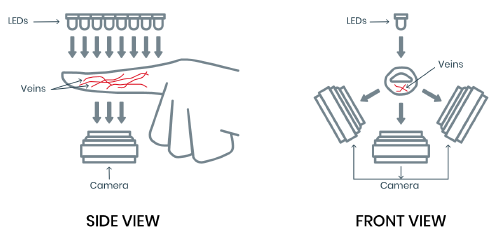 LEDs
Veins
Camera
SIDE VIEW
LEDs
Veins
Camera
FRONT VIEW